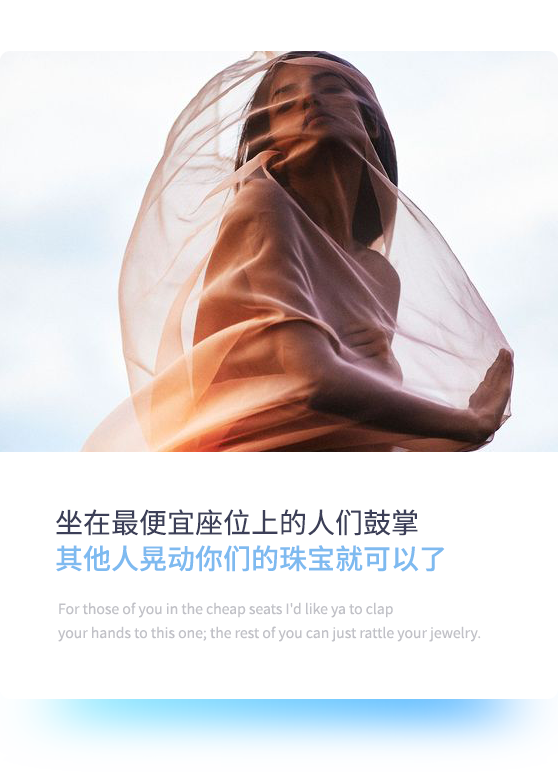 坐在最便宜座位上的人们鼓掌
其他人晃动你们的珠宝就可以了
For those of you in the cheap seats I'd like ya to clap
your hands to this one; the rest of you can just rattle your jewelry.